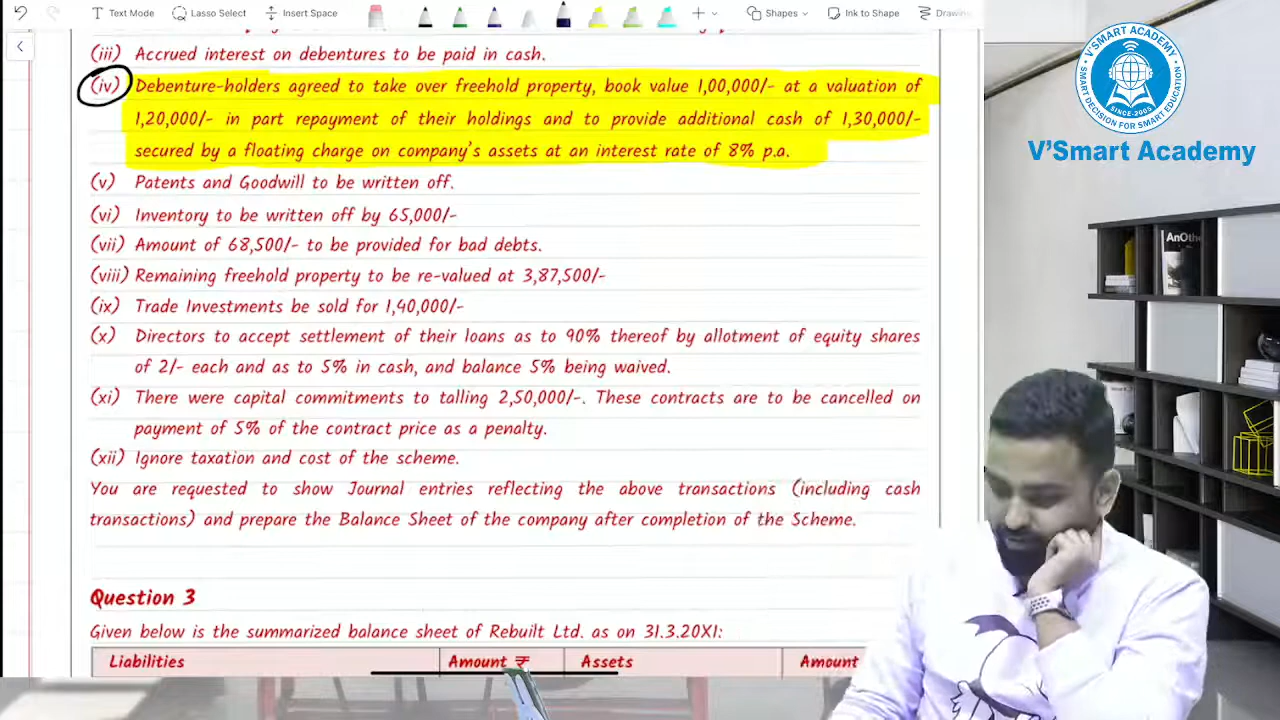 Text Mode Lasso Select Insert Space Shapes Ink to Shape Drawing
(iii) Accrued interest on debentures to be paid in cash.
(iv) Debenture-holders agreed to take over freehold property, book value 1,00,000/- at a valuation of
1,20,000/- in part repayment of their holdings and to provide additional cash of 1,30,000/-
secured by a floating charge on company's assets at an interest rate of 8% p.a.
(v) Patents and Goodwill to be written off.
(vi) Inventory to be written off by 65,000/-
(vii) Amount of 68,500/- to be provided for bad debts.
(viii) Remaining freehold property to be re-valued at 3,87,500/-
(ix) Trade Investments be sold for 1,40,000/-
(x) Directors to accept settlement of their loans as to 90% thereof by allotment of equity shares
of 2/- each and as to 5% in cash, and balance 5% being waived.
(xi) There were capital commitments to talling 2,50,000/-. These contracts are to be cancelled on
payment of 5% of the contract price as a penalty.
(xii) Ignore taxation and cost of the scheme.
You are requested to show Journal entries reflecting the above transactions (including cash
transactions) and prepare the Balance Sheet of the company after completion of the Scheme.
Question 3
Given below is the summarized balance sheet of Rebuilt Ltd. as on 31.3.20X1:
Liabilities Amount ₹ Assets Amount
V'SMART ACADEMY
SINCE-2005
SMART DECISION FOR SMART EDUCATION
V'Smart Academy
AnOthe